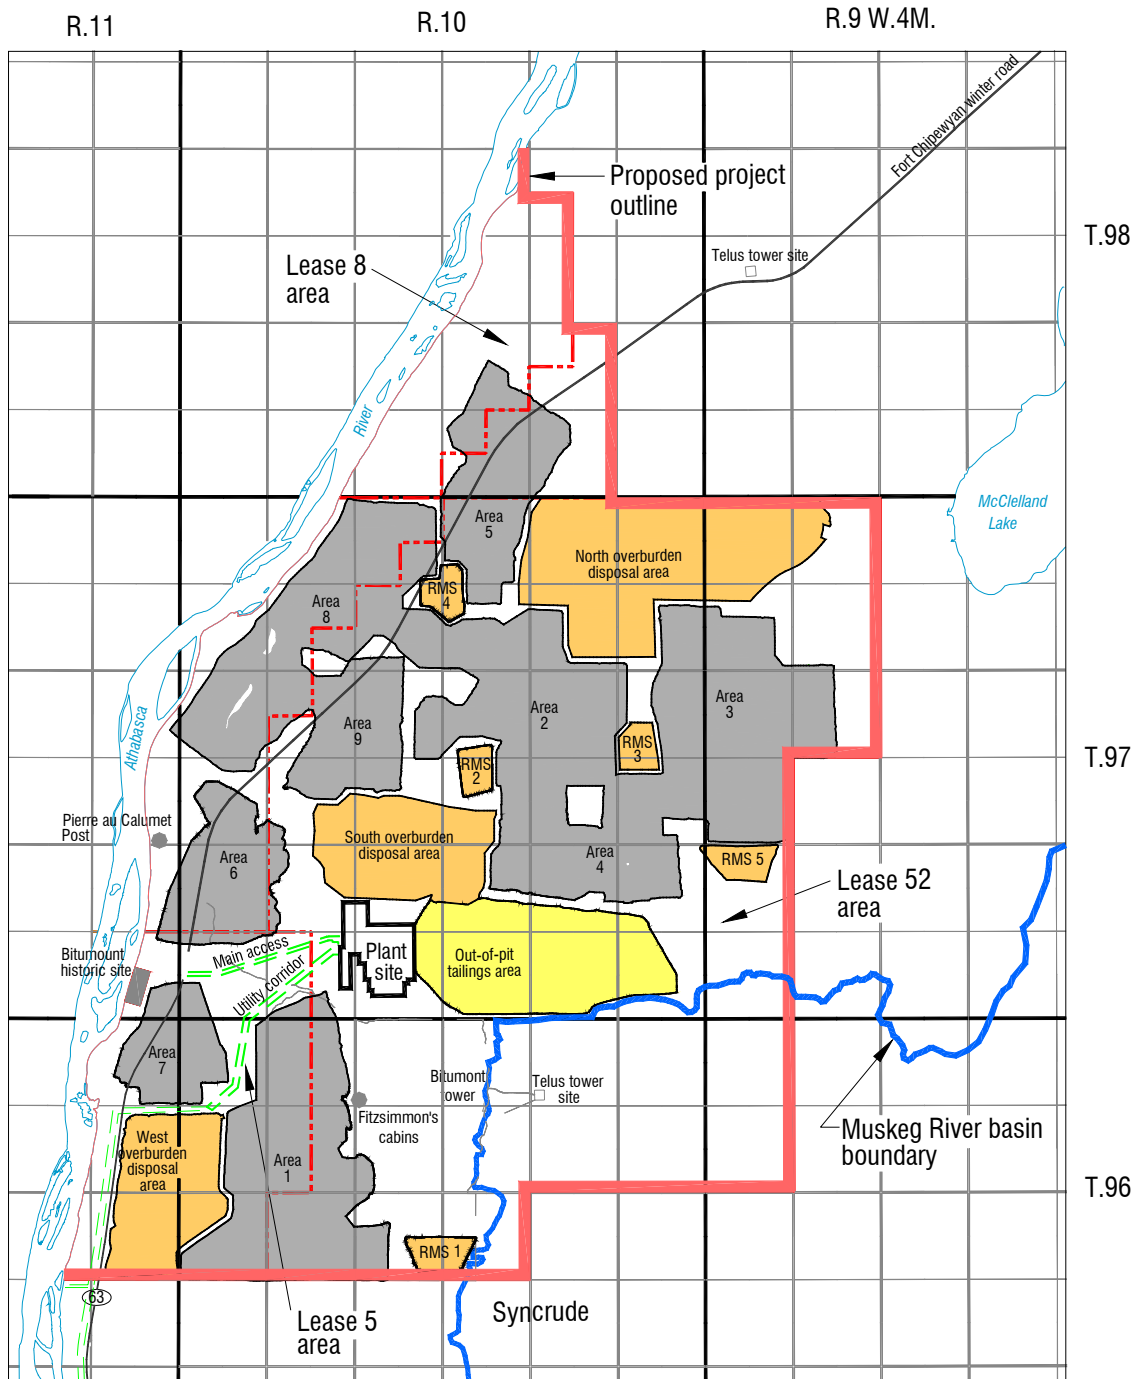 R.11
R.10
R.9 W.4M.
Fort Chipewyan winter road
Proposed project
outline
T.98
Telus tower site
Lease 8
area
River
McClelland
Lake
Area
5
North overburden
disposal area
RMS
4
Area
8
Area
2
Area
3
Area
9
RMS
3
Athabasca
T.97
RMS
2
Pierre au Calumet
Post
South overburden
disposal area
Area
6
Area
4
RMS 5
Lease 52
area
Main access
Plant
site
Out-of-pit
tailings area
Bitumount
historic site
Utility corridor
Area
7
Bitumont
tower
Telus tower
site
Fitzsimmon's
cabins
Muskeg River basin
boundary
West
overburden
disposal
area
Area
1
T.96
RMS 1
63
Lease 5
area
Syncrude